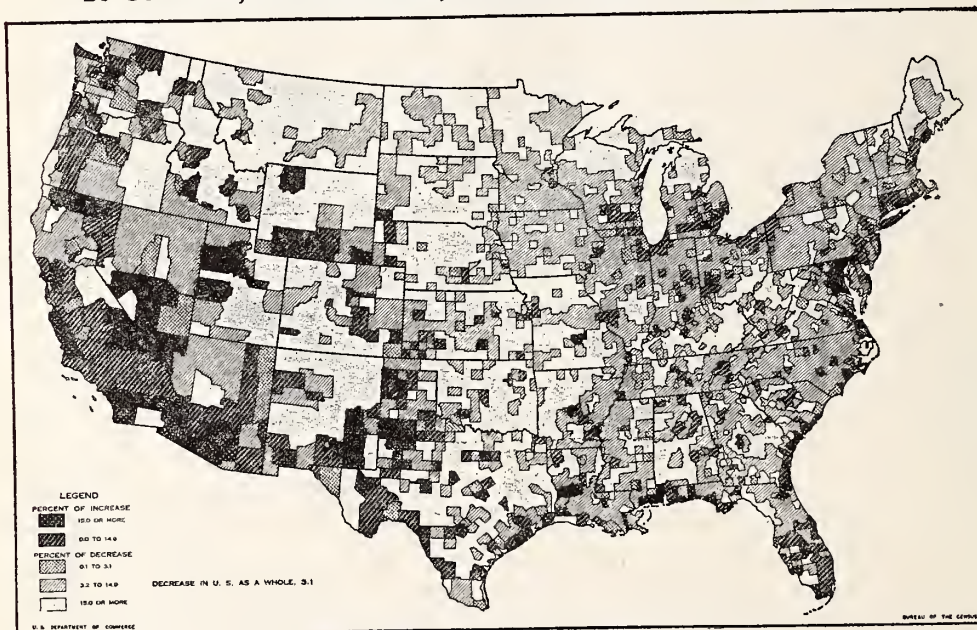 LEGEND
PERCENT OF INCREASE
15.0 OR MORE
0.0 TO 14.9
PERCENT OF DECREASE
0.1 TO 3.1
3.2 TO 14.9
15.0 OR MORE
DECREASE IN U. S. AS A WHOLE, 3.1
U. S. DEPARTMENT OF COMMERCE
BUREAU OF THE CENSUS